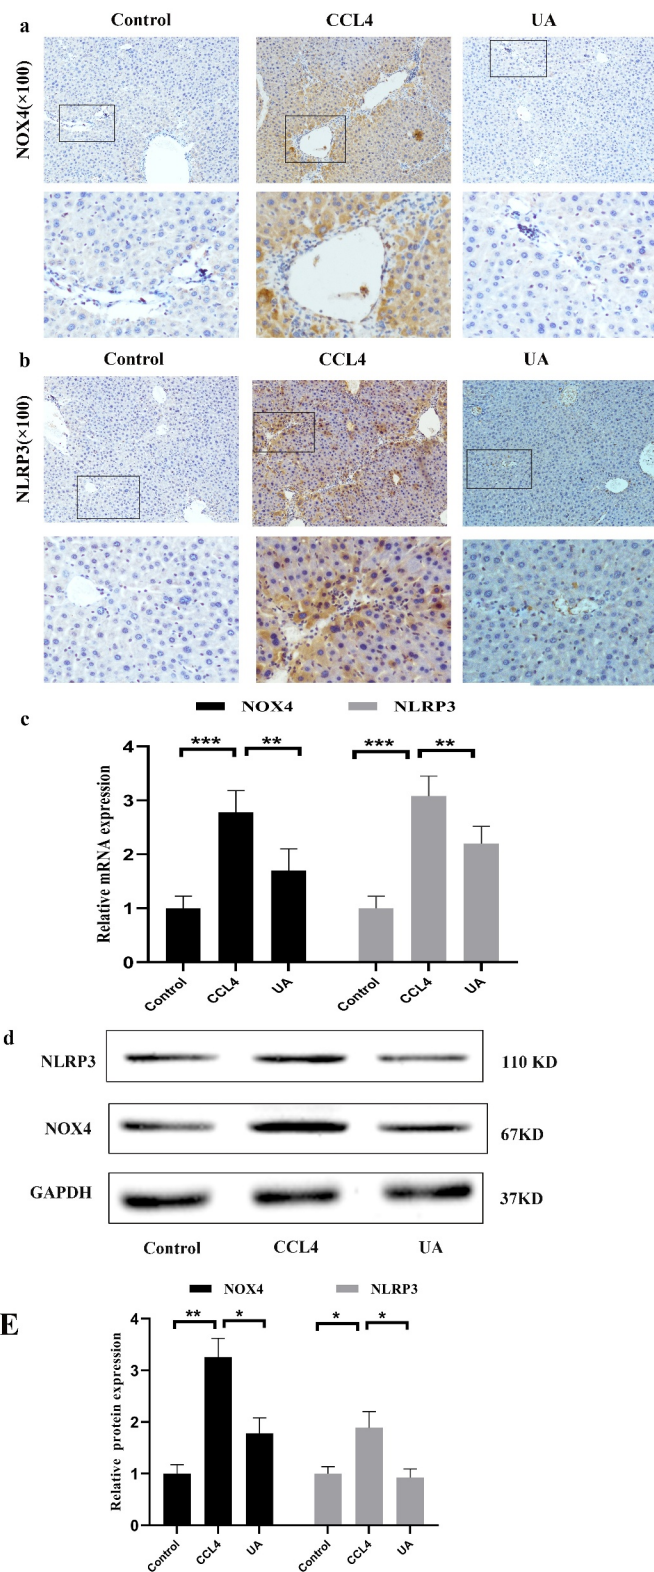 a
Control CCL4 UA
NOX4(×100)
b
Control CCL4 UA
NLRP3(×100)
c
NOX4 NLRP3
*** ** *** **
Relative mRNA expression
4
3
2
1
0
Control CCL4 UA Control CCL4 UA
d
NLRP3 110 KD
NOX4 67KD
GAPDH 37KD
Control CCL4 UA
E
NOX4 NLRP3
** * * *
Relative protein expression
4
3
2
1
0
Control CCL4 UA Control CCL4 UA